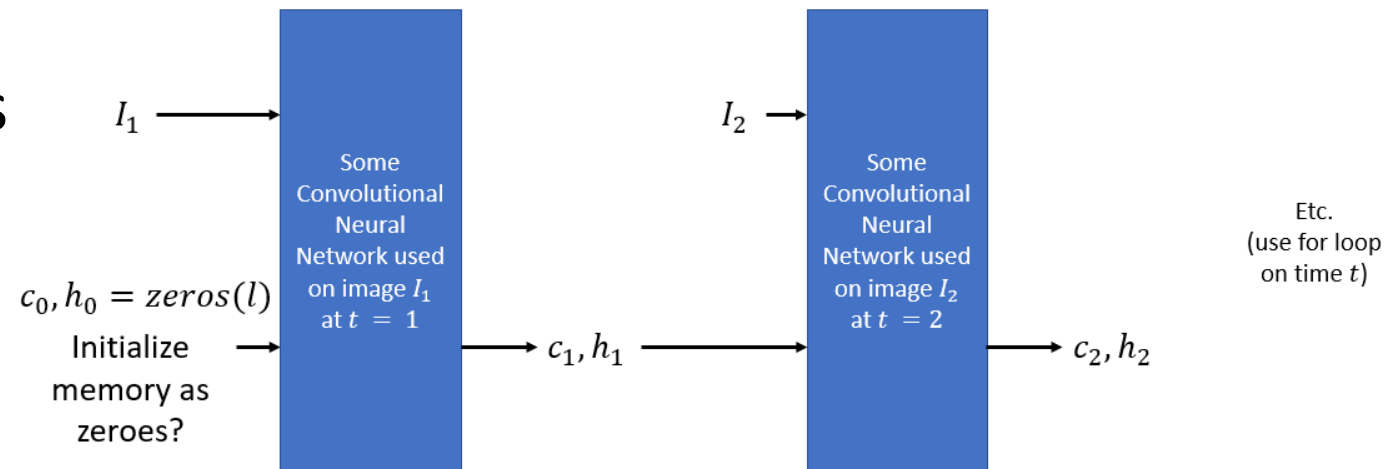 s
I₁
Some
Convolutional
Neural
Network used
on image I₁
at t = 1
c₀, h₀ = zeros(l)
Initialize
memory as
zeroes?
c₁, h₁
I₂
Some
Convolutional
Neural
Network used
on image I₂
at t = 2
c₂, h₂
Etc.
(use for loop
on time t)